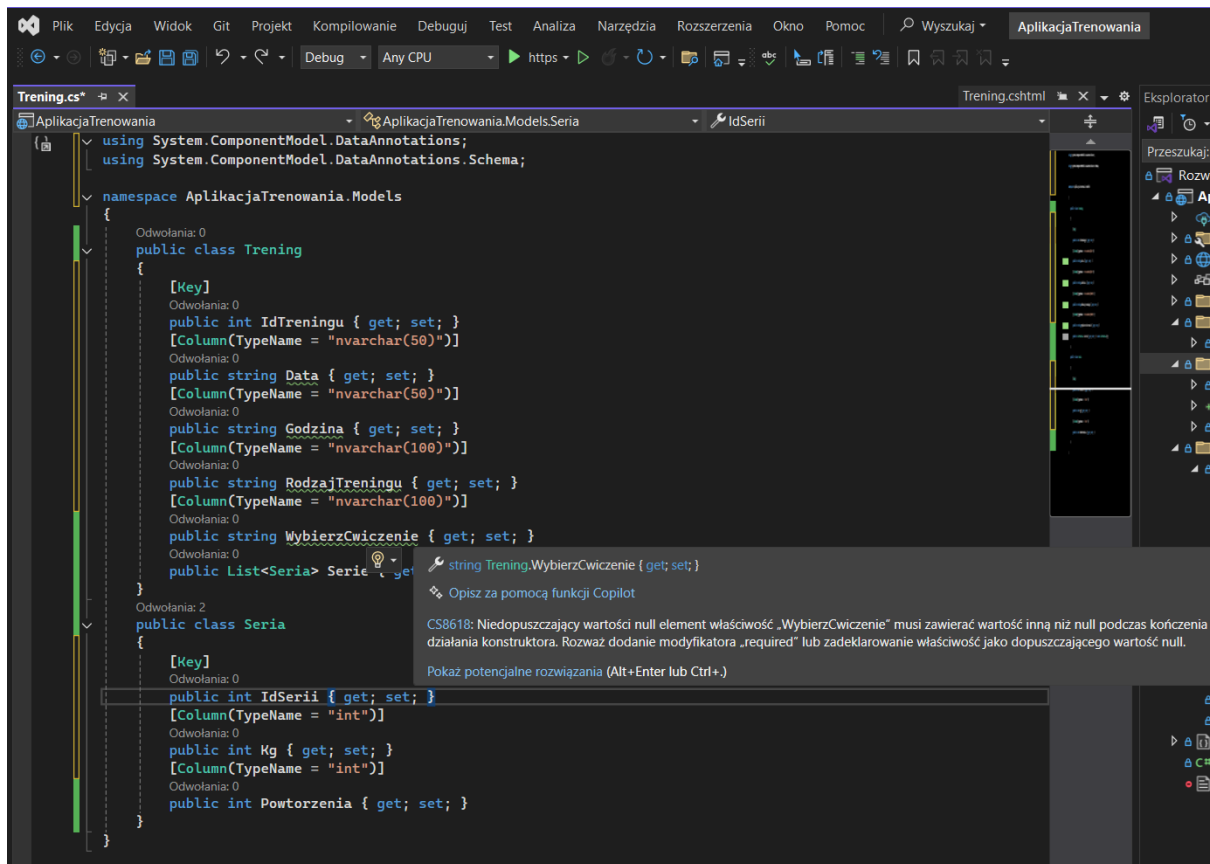 Plik Edycja Widok Git Projekt Kompilowanie Debuguj Test Analiza Narzędzia Rozszerzenia Okno Pomoc Wyszukaj AplikacjaTrenowania
Debug Any CPU https
Trening.cs* Trening.cshtml Eksplorator
AplikacjaTrenowania AplikacjaTrenowania.Models.Seria IdSerii
Przeszukaj:
using System.ComponentModel.DataAnnotations;
using System.ComponentModel.DataAnnotations.Schema;
namespace AplikacjaTrenowania.Models
{
Odwołania: 0
public class Trening
{
[Key]
Odwołania: 0
public int IdTreningu { get; set; }
[Column(TypeName = "nvarchar(50)")]
Odwołania: 0
public string Data { get; set; }
[Column(TypeName = "nvarchar(50)")]
Odwołania: 0
public string Godzina { get; set; }
[Column(TypeName = "nvarchar(100)")]
Odwołania: 0
public string RodzajTreningu { get; set; }
[Column(TypeName = "nvarchar(100)")]
Odwołania: 0
public string WybierzCwiczenie { get; set; }
Odwołania: 0
public List<Seria> Serie { get
}
string Trening.WybierzCwiczenie { get; set; }
Opisz za pomocą funkcji Copilot
CS8618: Niedopuszczający wartości null element właściwość „WybierzCwiczenie” musi zawierać wartość inną niż null podczas kończenia
działania konstruktora. Rozważ dodanie modyfikatora „required” lub zadeklarowanie właściwość jako dopuszczającego wartość null.
Pokaż potencjalne rozwiązania (Alt+Enter lub Ctrl+.)
Odwołania: 2
public class Seria
{
[Key]
Odwołania: 0
public int IdSerii { get; set; }
[Column(TypeName = "int")]
Odwołania: 0
public int Kg { get; set; }
[Column(TypeName = "int")]
Odwołania: 0
public int Powtorzenia { get; set; }
}
}